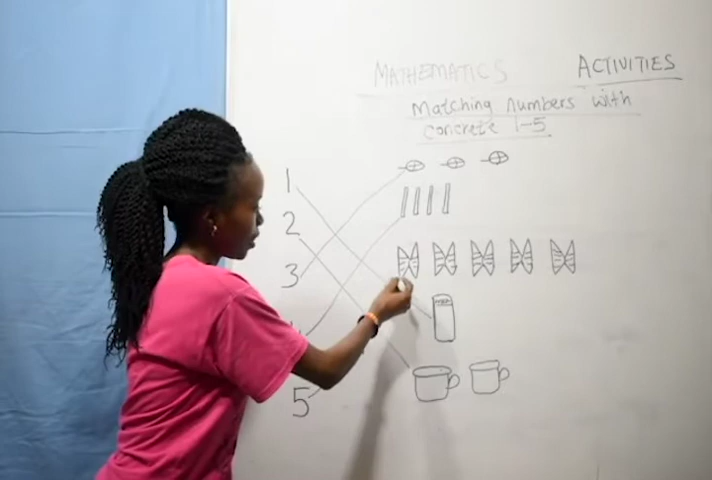 MATHEMATICS ACTIVITIES
Matching Numbers with
concrete 1-5
1
2
3
5